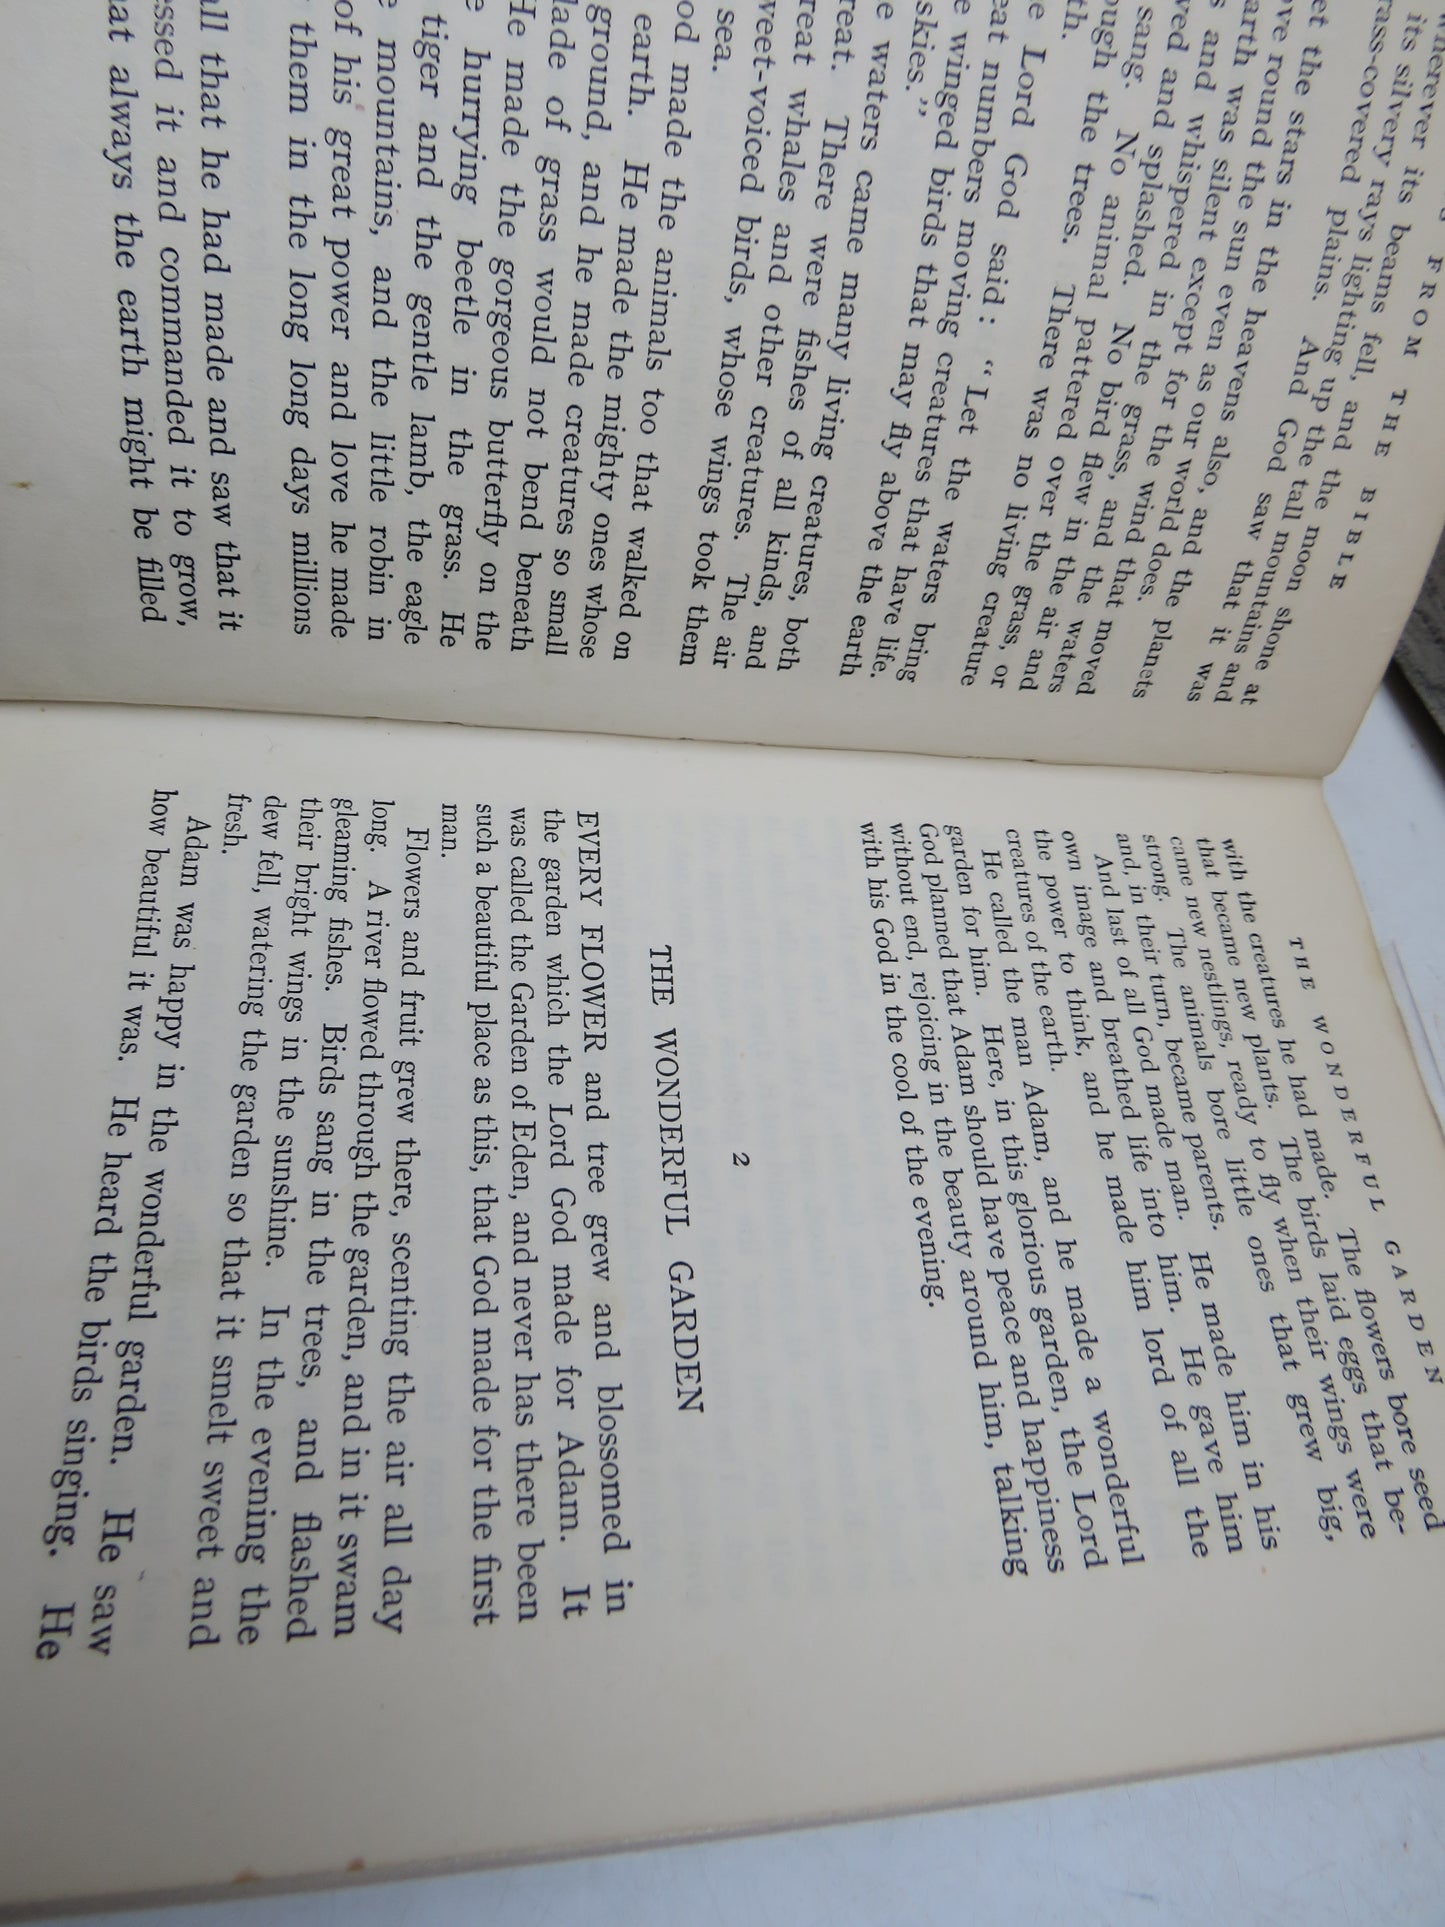 FROM THE BIBLE
wherever its beams fell, and the moon shone at
its silvery rays lighting up the tall mountains and
rass-covered plains. And God saw that it was
et the stars in the heavens also, and the planets
ove round the sun even as our world does.
arth was silent except for the wind that moved
s and whispered in the grass, and the waters
ved and splashed. No bird flew in the air and
sang. No animal pattered over the grass, or
ough the trees. There was no living creature
th.
e Lord God said: “Let the waters bring
eat numbers moving creatures that have life.
e winged birds that may fly above the earth
skies.”
e waters came many living creatures, both
reat. There were fishes of all kinds, and
reat whales and other creatures. The air
weet-voiced birds, whose wings took them
sea.
od made the animals too that walked on
earth. He made the mighty ones whose
ground, and he made creatures so small
lade of grass would not bend beneath
He made the gorgeous butterfly on the
e hurrying beetle in the grass. He
tiger and the gentle lamb, the eagle
e mountains, and the little robin in
of his great power and love he made
them in the long long days millions
all that he had made and saw that it
essed it and commanded it to grow,
hat always the earth might be filled
THE WONDERFUL GARDEN
with the creatures he had made. The flowers bore seed
that became new plants. The birds laid eggs that be-
came new nestlings, ready to fly when their wings were
strong. The animals bore little ones that grew big,
and, in their turn, became parents.
And last of all God made man. He made him in his
own image and breathed life into him. He gave him
the power to think, and he made him lord of all the
creatures of the earth.
He called the man Adam, and he made a wonderful
garden for him. Here, in this glorious garden, the Lord
God planned that Adam should have peace and happiness
without end, rejoicing in the beauty around him, talking
with his God in the cool of the evening.
2
THE WONDERFUL GARDEN
EVERY FLOWER and tree grew and blossomed in
the garden which the Lord God made for Adam. It
was called the Garden of Eden, and never has there been
such a beautiful place as this, that God made for the first
man.
Flowers and fruit grew there, scenting the air all day
long. A river flowed through the garden, and in it swam
gleaming fishes. Birds sang in the trees, and flashed
their bright wings in the sunshine. In the evening the
dew fell, watering the garden so that it smelt sweet and
fresh.
Adam was happy in the wonderful garden. He saw
how beautiful it was. He heard the birds singing. He